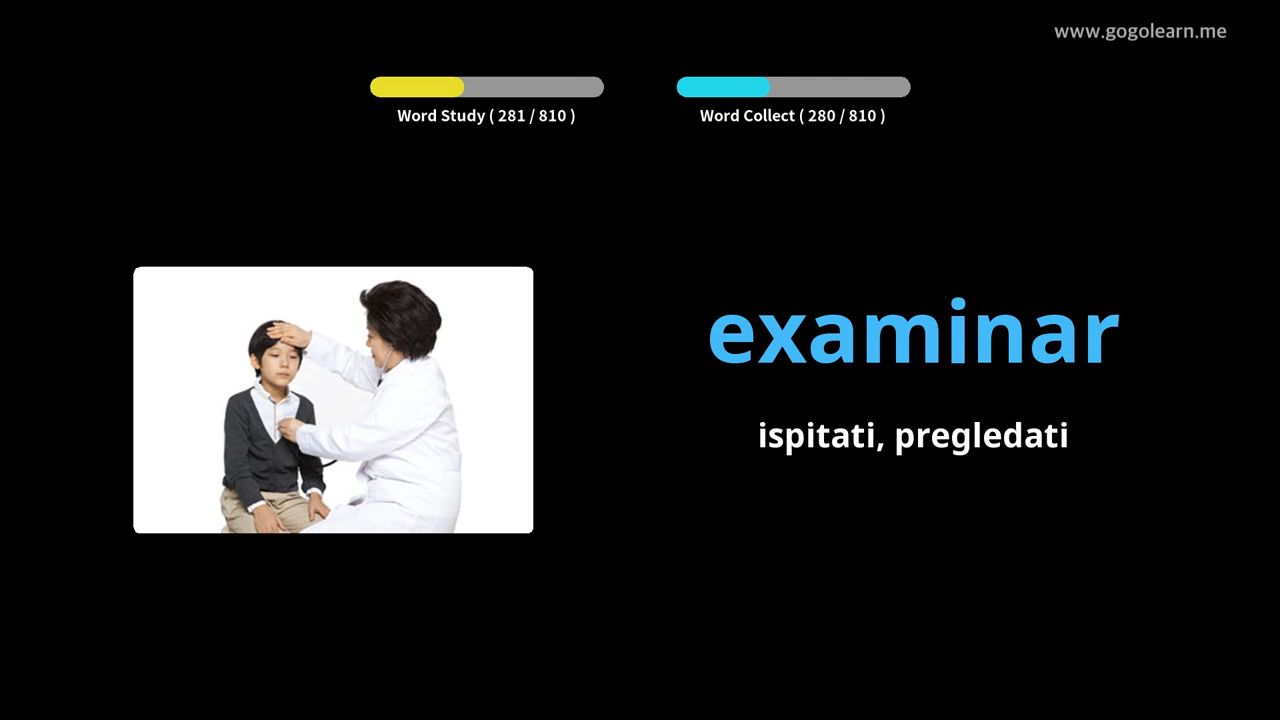 www.gogolearn.me
Word Study ( 281 / 810 )
Word Collect ( 280 / 810 )
examinar
ispitati, pregledati